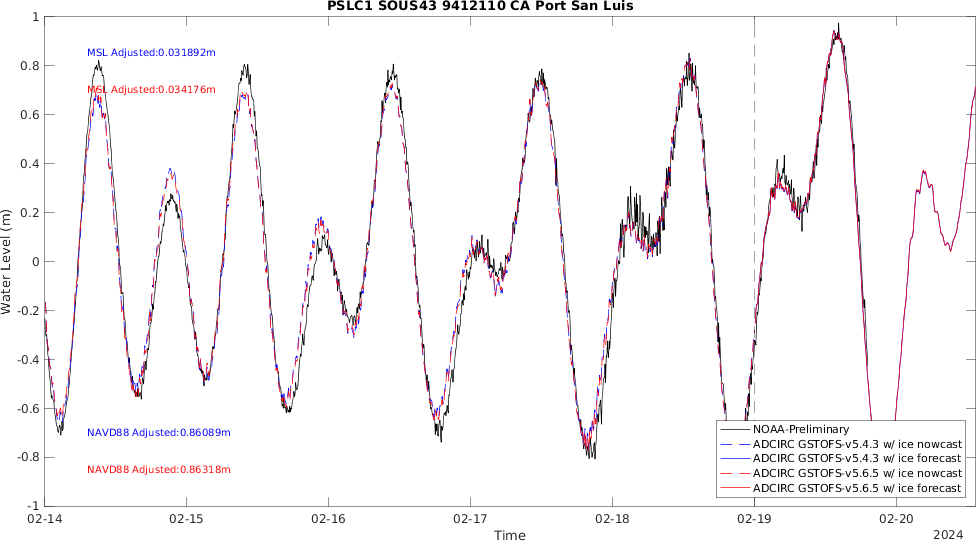 PSLC1 SOUS43 9412110 CA Port San Luis
1
0.8
0.6
0.4
0.2
0
-0.2
-0.4
-0.6
-0.8
-1
Water Level (m)
MSL Adjusted:0.031892m
MSL Adjusted:0.034176m
NAVD88 Adjusted:0.86089m
NAVD88 Adjusted:0.86318m
NOAA-Preliminary
ADCIRC GSTOFS-v5.4.3 w/ ice nowcast
ADCIRC GSTOFS-v5.4.3 w/ ice forecast
ADCIRC GSTOFS-v5.6.5 w/ ice nowcast
ADCIRC GSTOFS-v5.6.5 w/ ice forecast
02-14 02-15 02-16 02-17 02-18 02-19 02-20
Time
2024